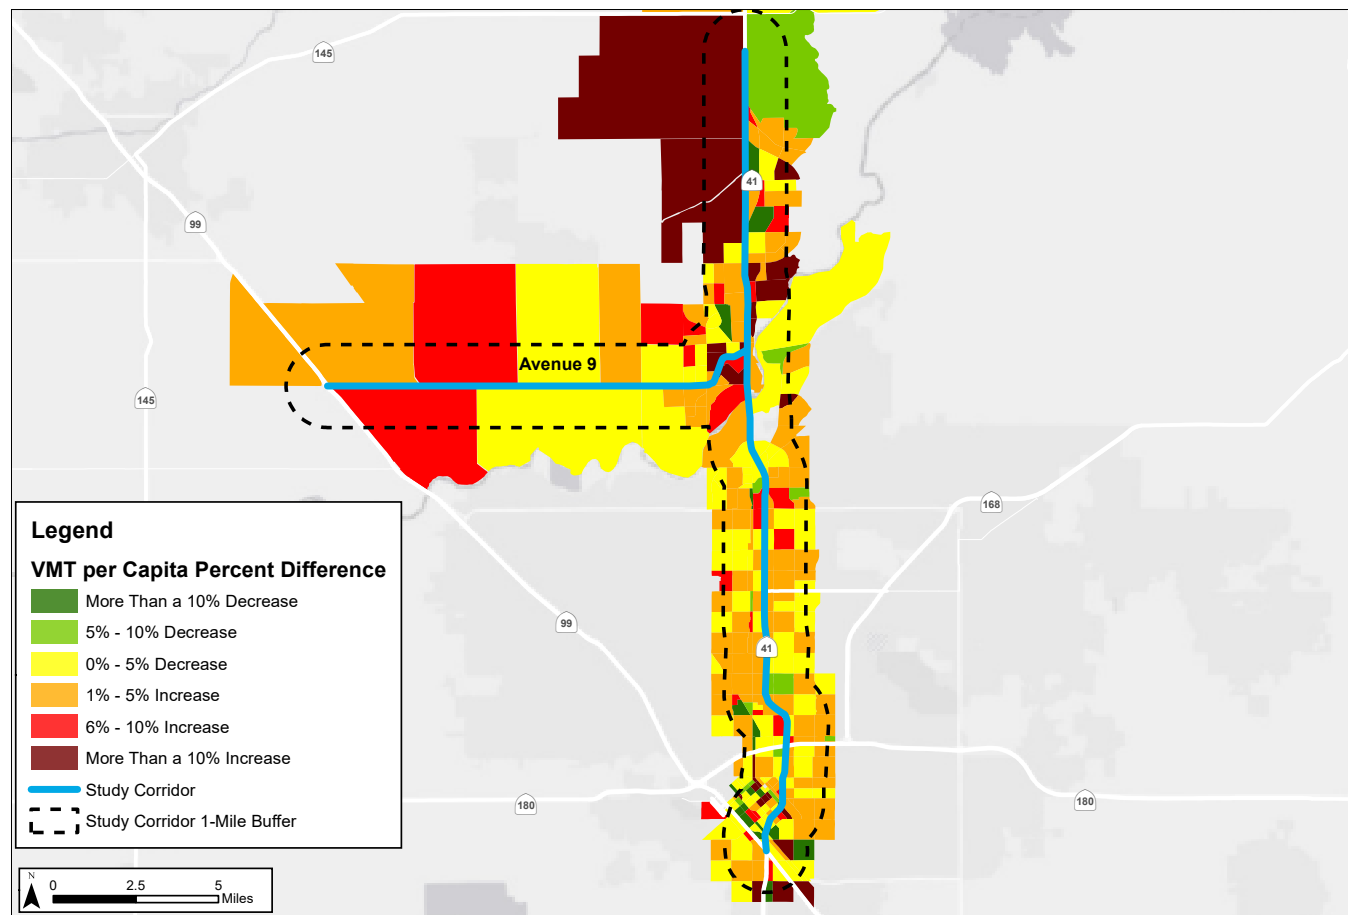 145
41
99
Avenue 9
145
168
Legend
VMT per Capita Percent Difference
More Than a 10% Decrease
5% - 10% Decrease
0% - 5% Decrease
1% - 5% Increase
6% - 10% Increase
More Than a 10% Increase
Study Corridor
Study Corridor 1-Mile Buffer
99
41
180
180
N
0 2.5 5
Miles